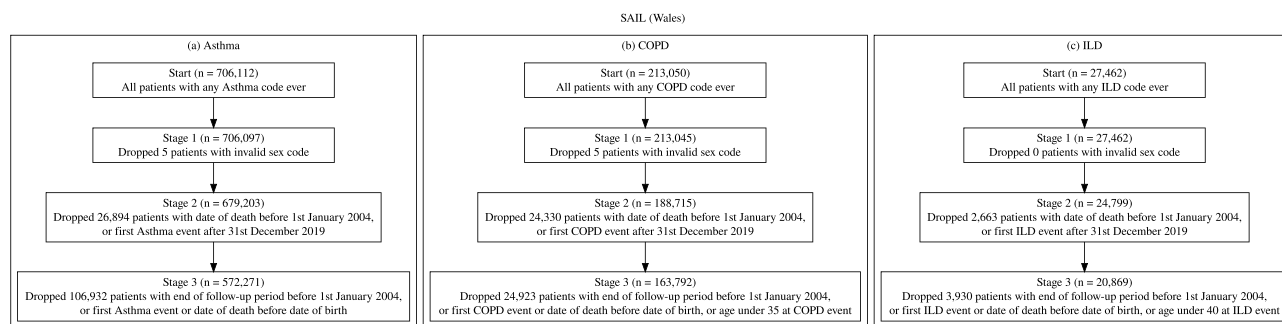 SAIL (Wales)
(a) Asthma
Start (n = 706,112)
All patients with any Asthma code ever
Stage 1 (n = 706,097)
Dropped 5 patients with invalid sex code
Stage 2 (n = 679,203)
Dropped 26,894 patients with date of death before 1st January 2004,
or first Asthma event after 31st December 2019
Stage 3 (n = 572,271)
Dropped 106,932 patients with end of follow-up period before 1st January 2004,
or first Asthma event or date of death before date of birth
(b) COPD
Start (n = 213,050)
All patients with any COPD code ever
Stage 1 (n = 213,045)
Dropped 5 patients with invalid sex code
Stage 2 (n = 188,715)
Dropped 24,330 patients with date of death before 1st January 2004,
or first COPD event after 31st December 2019
Stage 3 (n = 163,792)
Dropped 24,923 patients with end of follow-up period before 1st January 2004,
or first COPD event or date of death before date of birth, or age under 35 at COPD event
(c) ILD
Start (n = 27,462)
All patients with any ILD code ever
Stage 1 (n = 27,462)
Dropped 0 patients with invalid sex code
Stage 2 (n = 24,799)
Dropped 2,663 patients with date of death before 1st January 2004,
or first ILD event after 31st December 2019
Stage 3 (n = 20,869)
Dropped 3,930 patients with end of follow-up period before 1st January 2004,
or first ILD event or date of death before date of birth, or age under 40 at ILD event